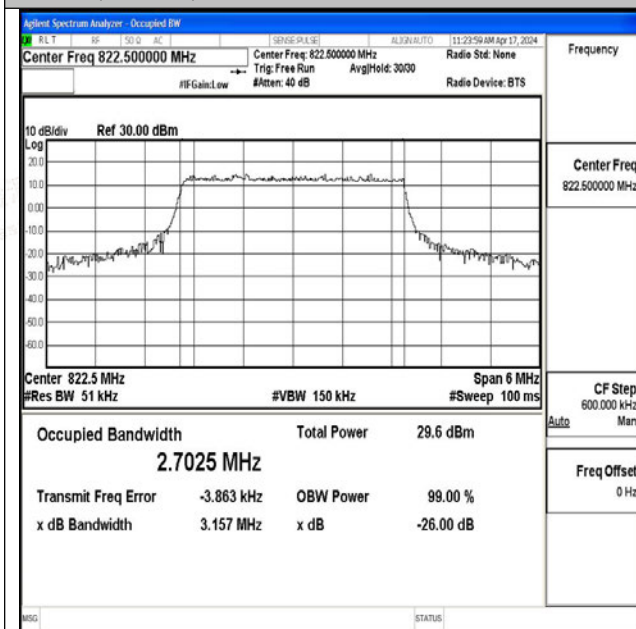 Agilent Spectrum Analyzer - Occupied BW
RLT RF 50 Ω AC SENSE:PULSE ALIGN AUTO 11:23:59 AM Apr 17, 2024
Center Freq 822.500000 MHz
Center Freq: 822.500000 MHz
Radio Std: None
Trig: Free Run Avg|Hold: 30/30
#IFGain:Low #Atten: 40 dB Radio Device: BTS
10 dB/div Ref 30.00 dBm
Log
20.0
10.0
0.00
-10.0
-20.0
-30.0
-40.0
-50.0
-60.0
Center 822.5 MHz Span 6 MHz
#Res BW 51 kHz #VBW 150 kHz #Sweep 100 ms
Occupied Bandwidth Total Power 29.6 dBm
2.7025 MHz
Transmit Freq Error -3.863 kHz OBW Power 99.00 %
x dB Bandwidth 3.157 MHz x dB -26.00 dB
MSG STATUS
Frequency
Center Freq
822.500000 MHz
CF Step
600.000 kHz
Auto Man
Freq Offset
0 Hz